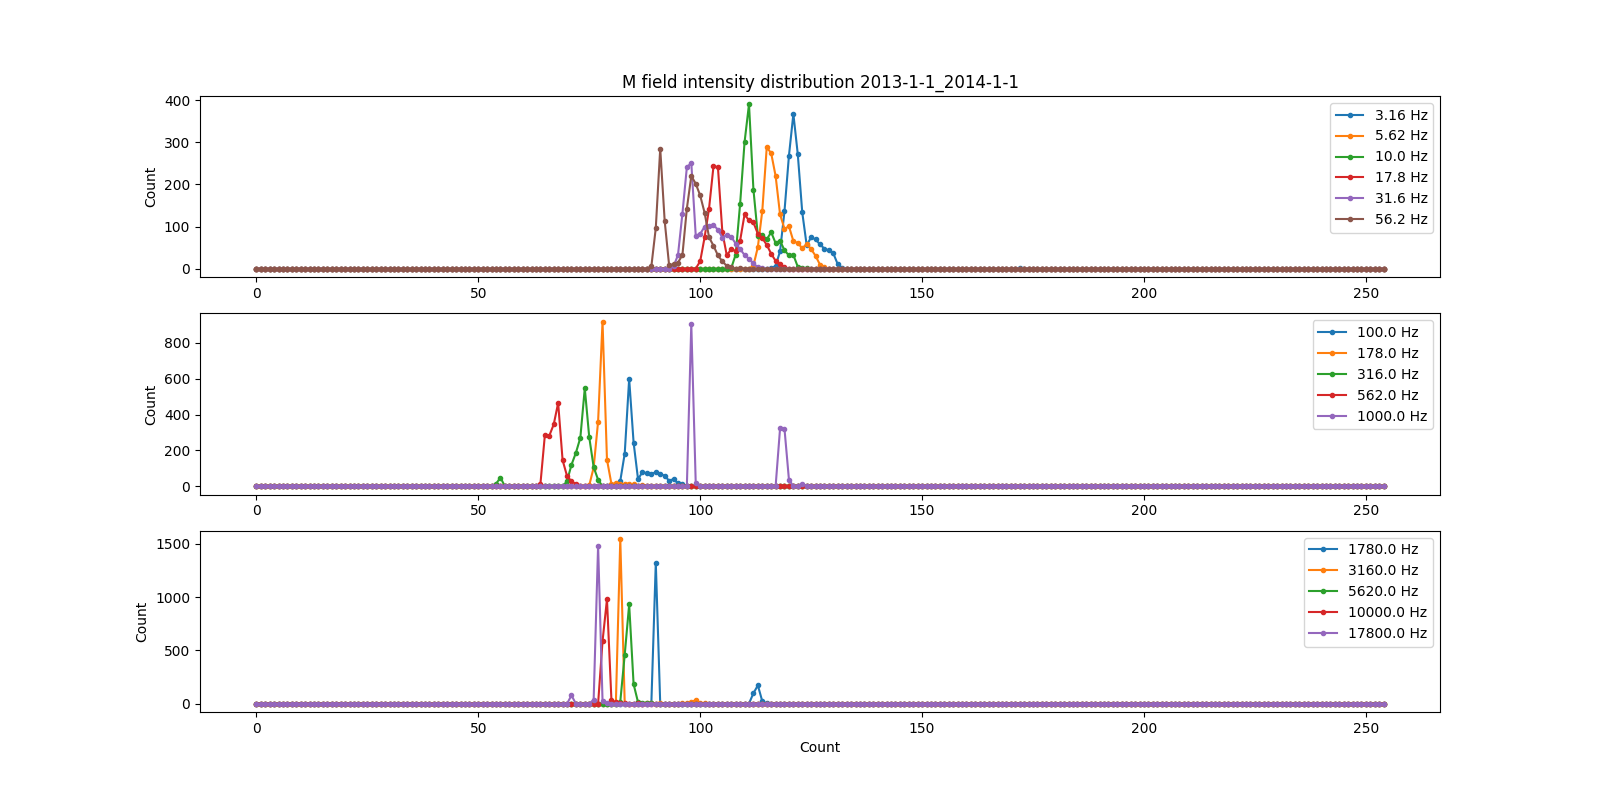 M field intensity distribution 2013-1-1_2014-1-1
400
300
200
100
0
Count
0 50 100 150 200 250
3.16 Hz
5.62 Hz
10.0 Hz
17.8 Hz
31.6 Hz
56.2 Hz
800
600
400
200
0
Count
0 50 100 150 200 250
100.0 Hz
178.0 Hz
316.0 Hz
562.0 Hz
1000.0 Hz
1500
1000
500
0
Count
0 50 100 150 200 250
1780.0 Hz
3160.0 Hz
5620.0 Hz
10000.0 Hz
17800.0 Hz
Count